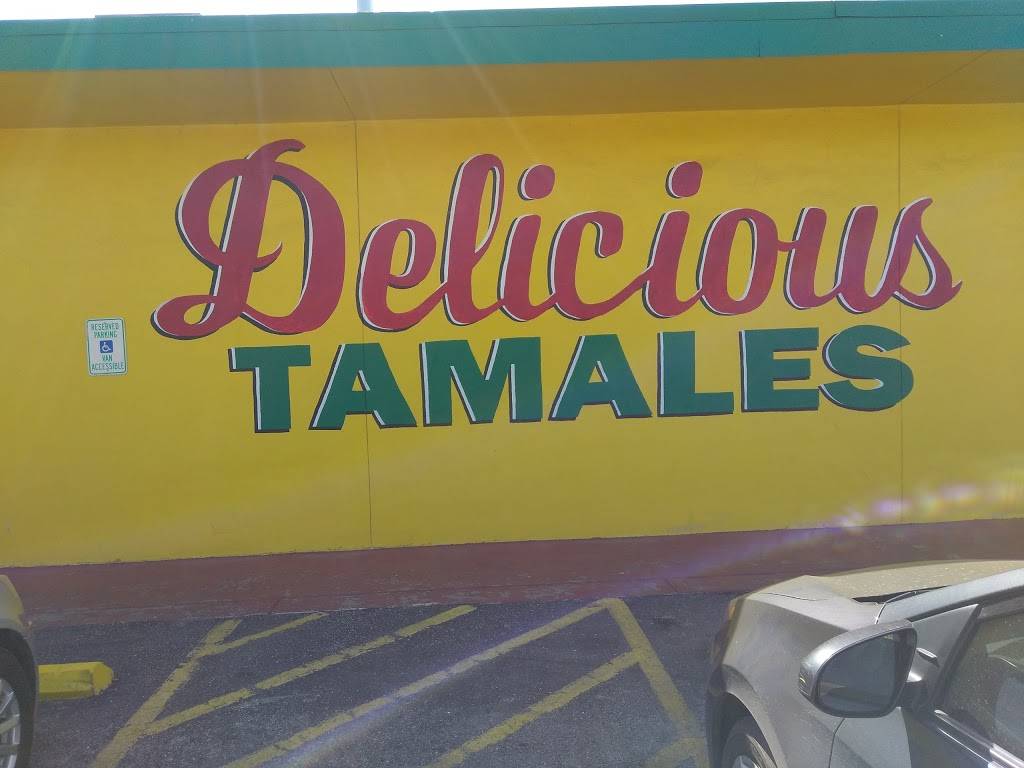 Delicious
TAMALES
RESERVED
PARKING
VAN
ACCESSIBLE